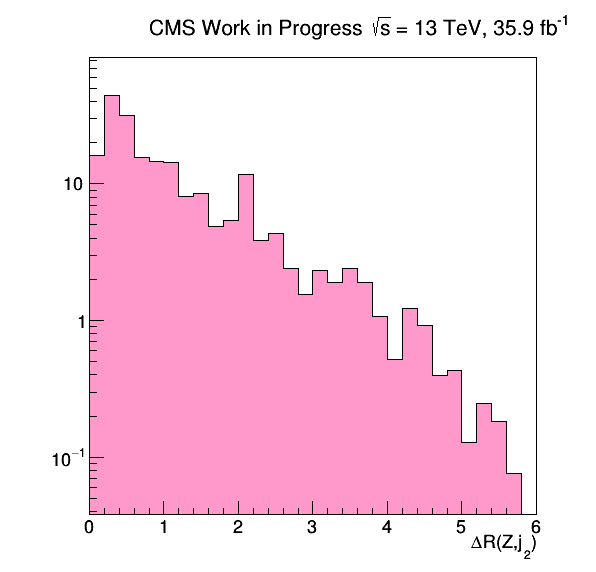 CMS Work in Progress √s = 13 TeV, 35.9 fb⁻¹
10
1
10⁻¹
0 1 2 3 4 5 6
ΔR(Z,j₂)